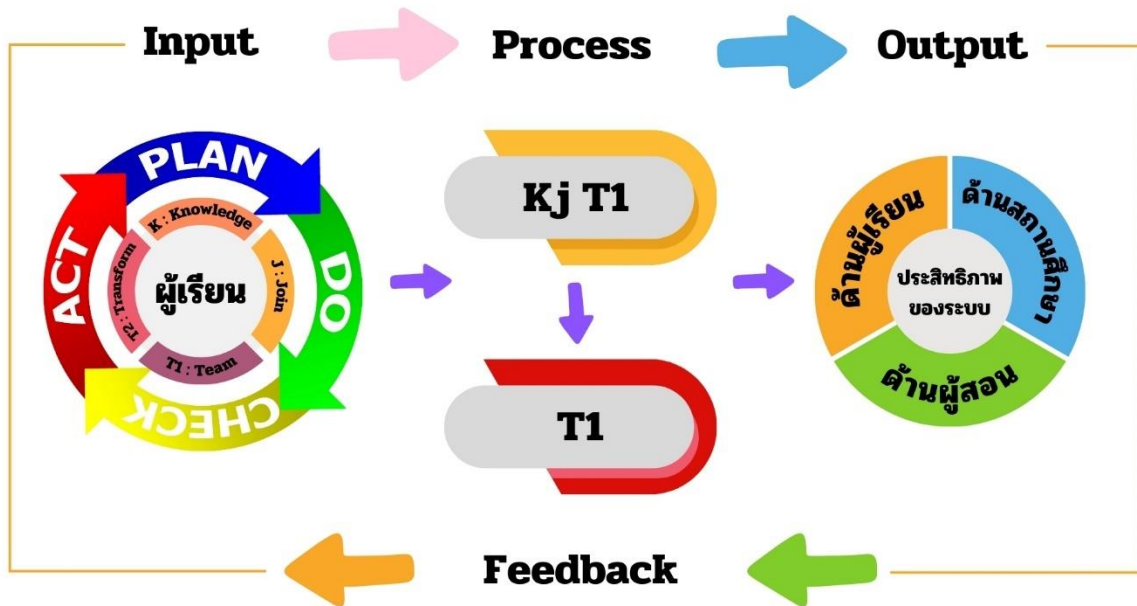 Input
Process
Output
PLAN
DO
CHECK
ACT
K : Knowledge
J : Join
T1 : Team
T2 : Transform
ผู้เรียน
Kj T1
T1
ด้านผู้เรียน
ด้านสถานศึกษา
ด้านผู้สอน
ประสิทธิภาพ
ของระบบ
Feedback